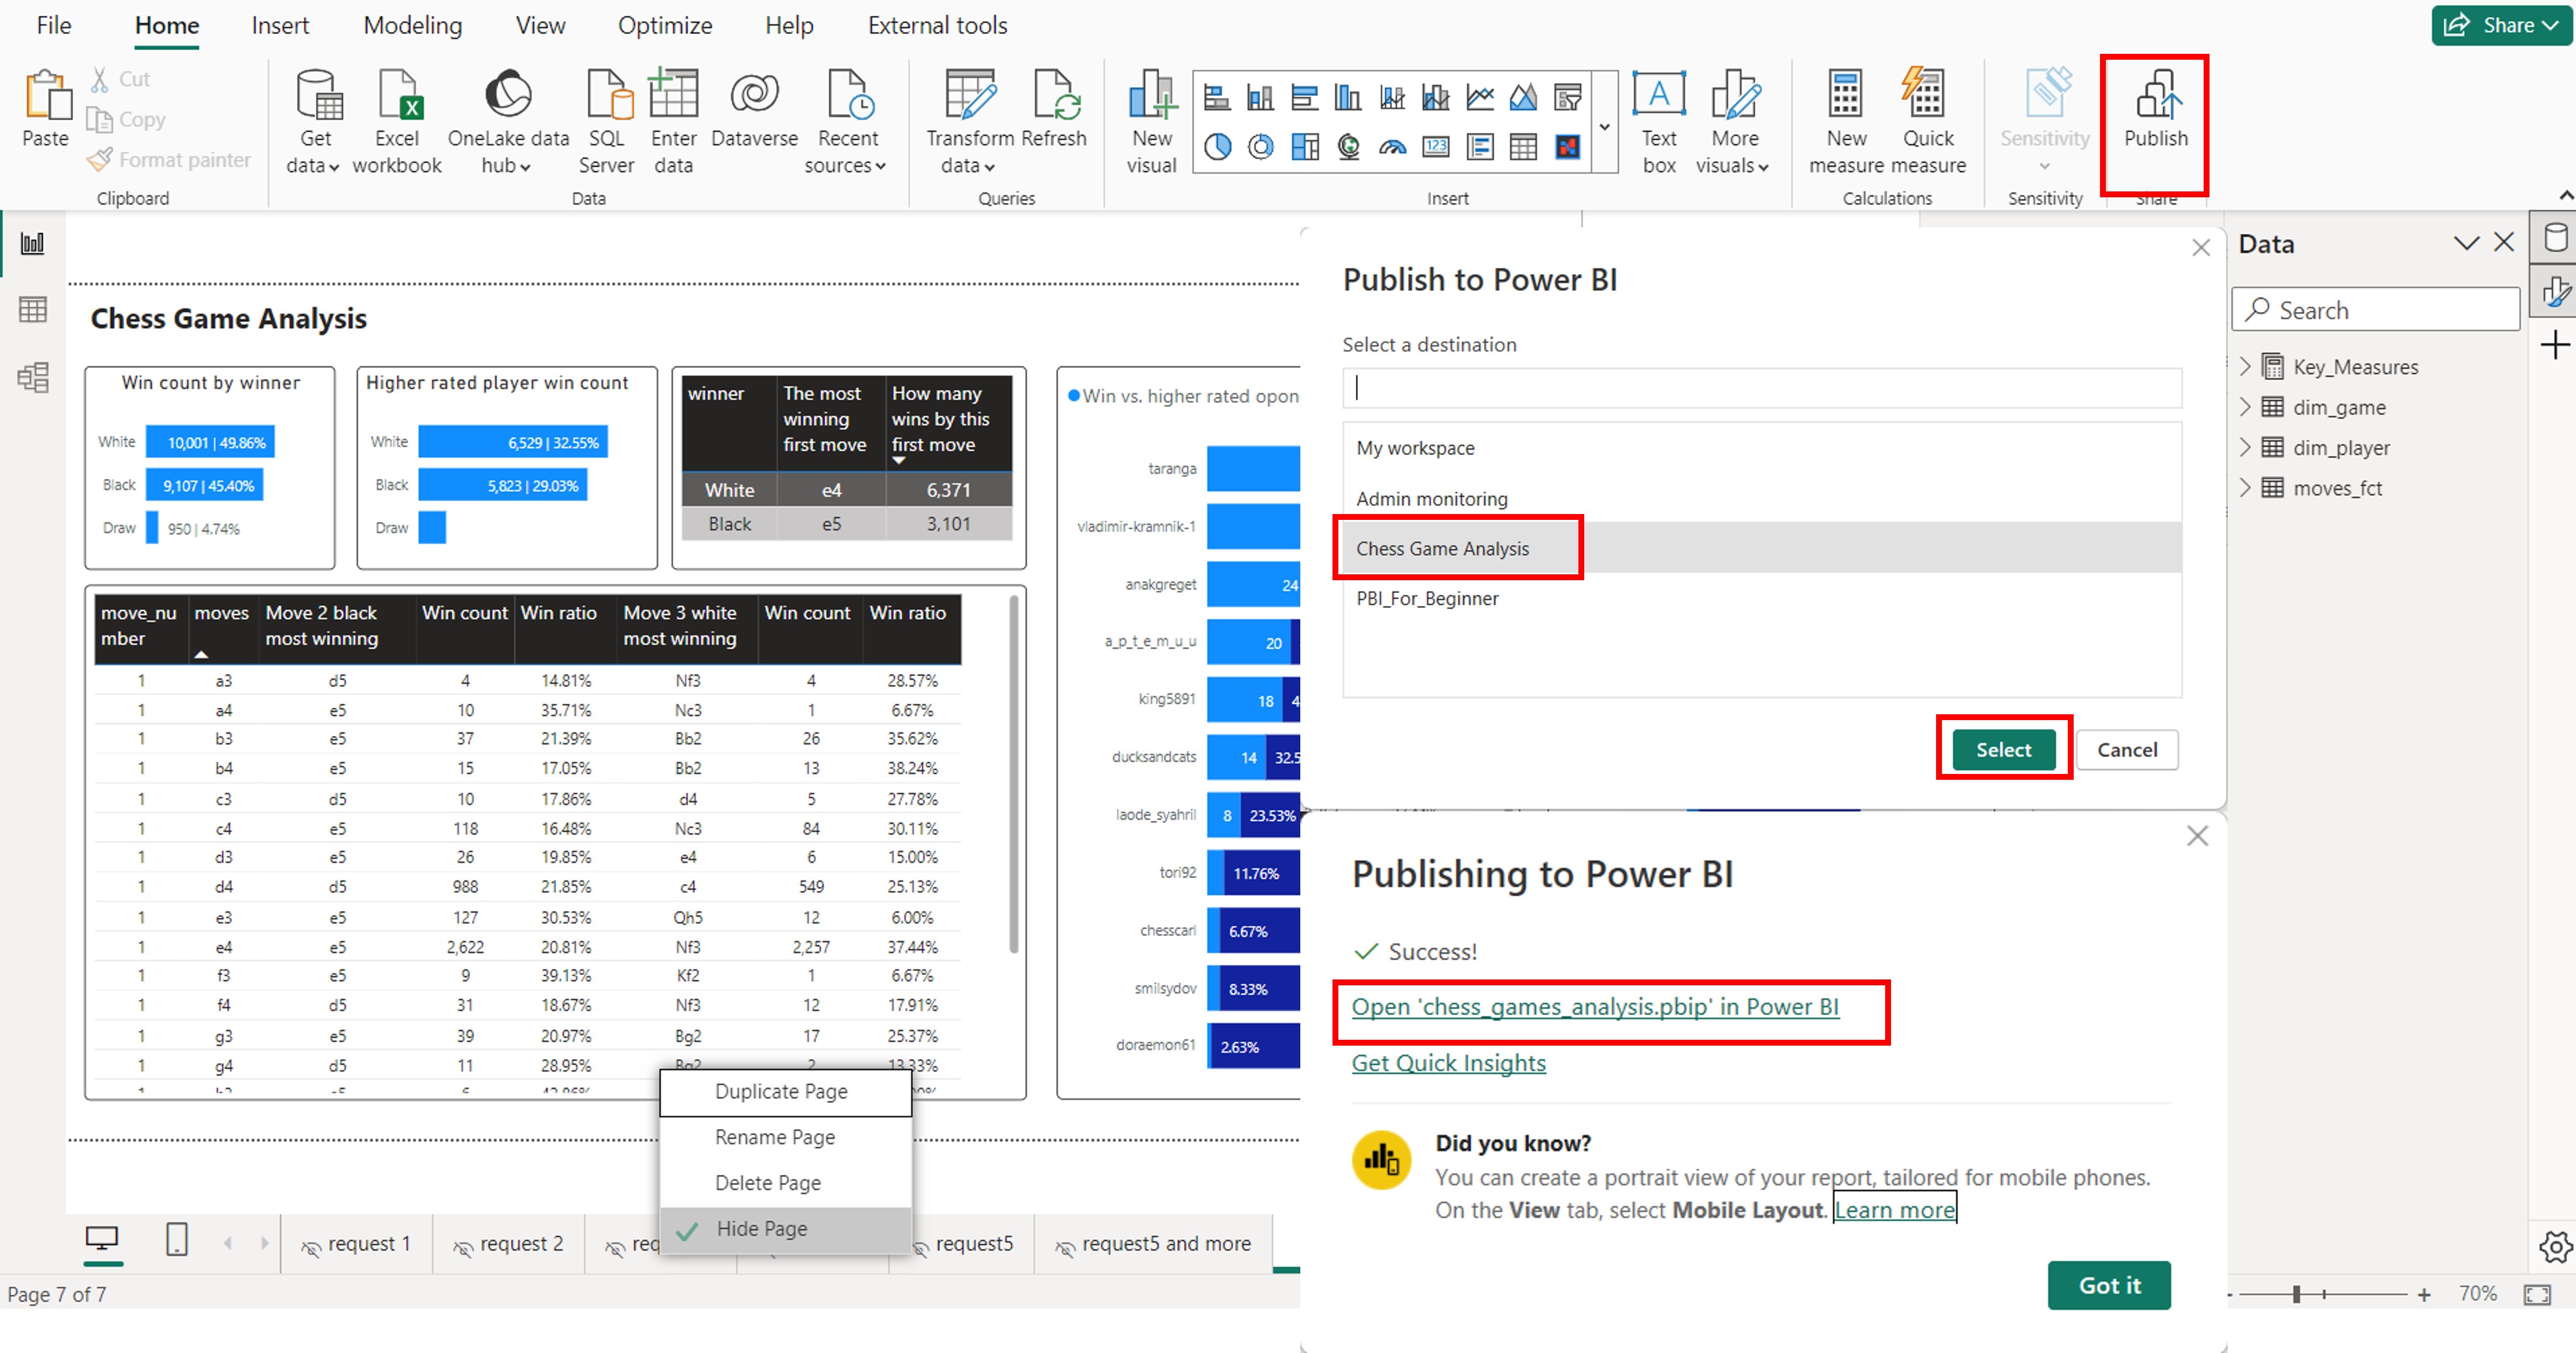 File Home Insert Modeling View Optimize Help External tools
Share
Paste
Cut
Copy
Format painter
Clipboard
Get data
Excel workbook
OneLake data hub
SQL Server
Enter data
Dataverse
Recent sources
Data
Transform data
Refresh
Queries
New visual
123
Insert
A
Text box
More visuals
New measure
Quick measure
Calculations
Sensitivity
Sensitivity
Publish
Share
Chess Game Analysis
Win count by winner
White 10,001 | 49.86%
Black 9,107 | 45.40%
Draw 950 | 4.74%
Higher rated player win count
White 6,529 | 32.55%
Black 5,823 | 29.03%
Draw
winner The most winning first move How many wins by this first move
White e4 6,371
Black e5 3,101
move_number moves Move 2 black most winning Win count Win ratio Move 3 white most winning Win count Win ratio
1 a3 d5 4 14.81% Nf3 4 28.57%
1 a4 e5 10 35.71% Nc3 1 6.67%
1 b3 e5 37 21.39% Bb2 26 35.62%
1 b4 e5 15 17.05% Bb2 13 38.24%
1 c3 d5 10 17.86% d4 5 27.78%
1 c4 e5 118 16.48% Nc3 84 30.11%
1 d3 e5 26 19.85% e4 6 15.00%
1 d4 d5 988 21.85% c4 549 25.13%
1 e3 e5 127 30.53% Qh5 12 6.00%
1 e4 e5 2,622 20.81% Nf3 2,257 37.44%
1 f3 e5 9 39.13% Kf2 1 6.67%
1 f4 d5 31 18.67% Nf3 12 17.91%
1 g3 e5 39 20.97% Bg2 17 25.37%
1 g4 d5 11 28.95% Bg2 2 13.33%
Win vs. higher rated opon
taranga
vladimir-kramnik-1
anakgreget 24
a_p_t_e_m_u_u 20
king5891 18 4
ducksandcats 14 32.5
laode_syahril 8 23.53%
tori92 11.76%
chesscarl 6.67%
smilsydov 8.33%
doraemon61 2.63%
Duplicate Page
Rename Page
Delete Page
Hide Page
request 1
request 2
req
request5
request5 and more
Page 7 of 7
Publish to Power BI
Select a destination
My workspace
Admin monitoring
Chess Game Analysis
PBI_For_Beginner
Select
Cancel
Publishing to Power BI
Success!
Open 'chess_games_analysis.pbip' in Power BI
Get Quick Insights
Did you know?
You can create a portrait view of your report, tailored for mobile phones.
On the View tab, select Mobile Layout. Learn more
Got it
Data
Search
Key_Measures
dim_game
dim_player
moves_fct
70%